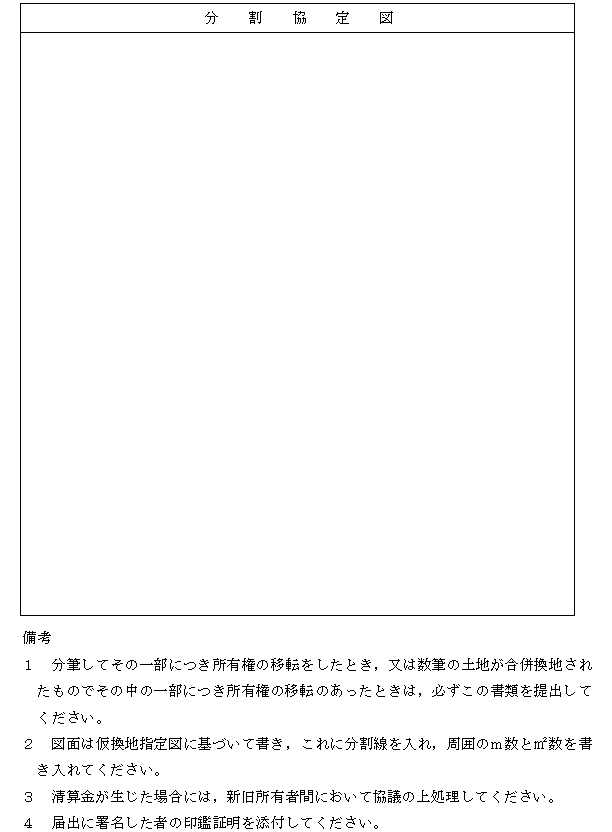 分　割　協　定　図
備考
１　分筆してその一部につき所有権の移転をしたとき，又は数筆の土地が合併換地され
たものでその中の一部につき所有権の移転のあったときは，必ずこの書類を提出して
ください。
２　図面は仮換地指定図に基づいて書き，これに分割線を入れ，周囲のｍ数と㎡数を書
き入れてください。
３　清算金が生じた場合には，新旧所有者間において協議の上処理してください。
４　届出に署名した者の印鑑証明を添付してください。